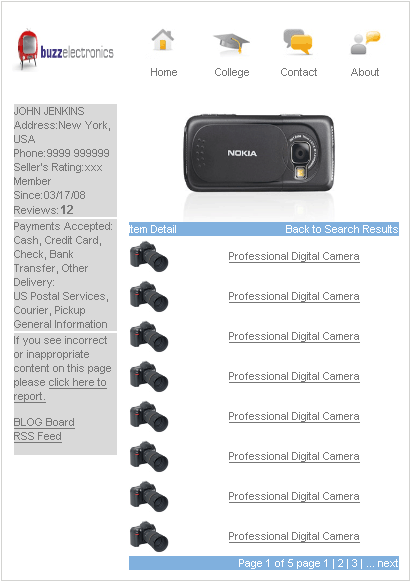 buzzelectronics
Home College Contact About
JOHN JENKINS
Address:New York,
USA
Phone:9999 999999
Seller's Rating:xxx
Member
Since:03/17/08
Reviews:12
Payments Accepted:
Cash, Credit Card,
Check, Bank
Transfer, Other
Delivery:
US Postal Services,
Courier, Pickup
General Information
If you see incorrect
or inappropriate
content on this page
please click here to
report.
BLOG Board
RSS Feed
NOKIA
Item Detail Back to Search Results
Professional Digital Camera
Professional Digital Camera
Professional Digital Camera
Professional Digital Camera
Professional Digital Camera
Professional Digital Camera
Professional Digital Camera
Professional Digital Camera
Page 1 of 5 page 1 | 2 | 3 | ... next